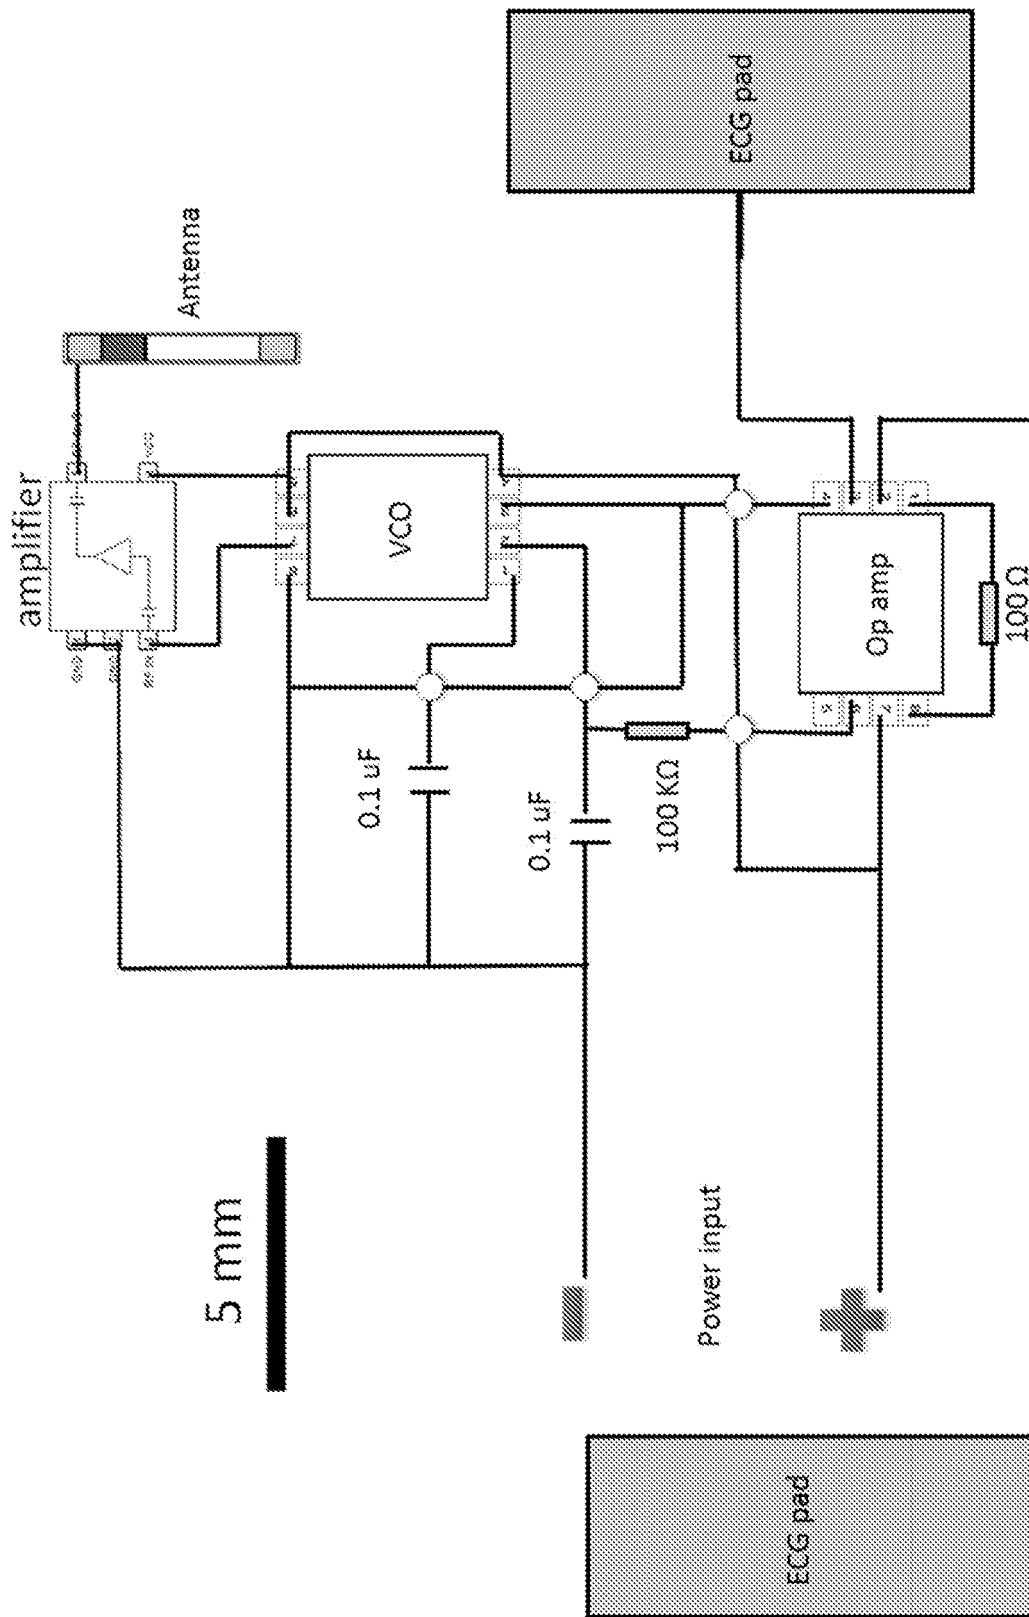 amplifier
Antenna
ECG pad
VCO
0.1 uF
0.1 uF
100 KΩ
Op amp
100 Ω
5 mm
Power input
ECG pad